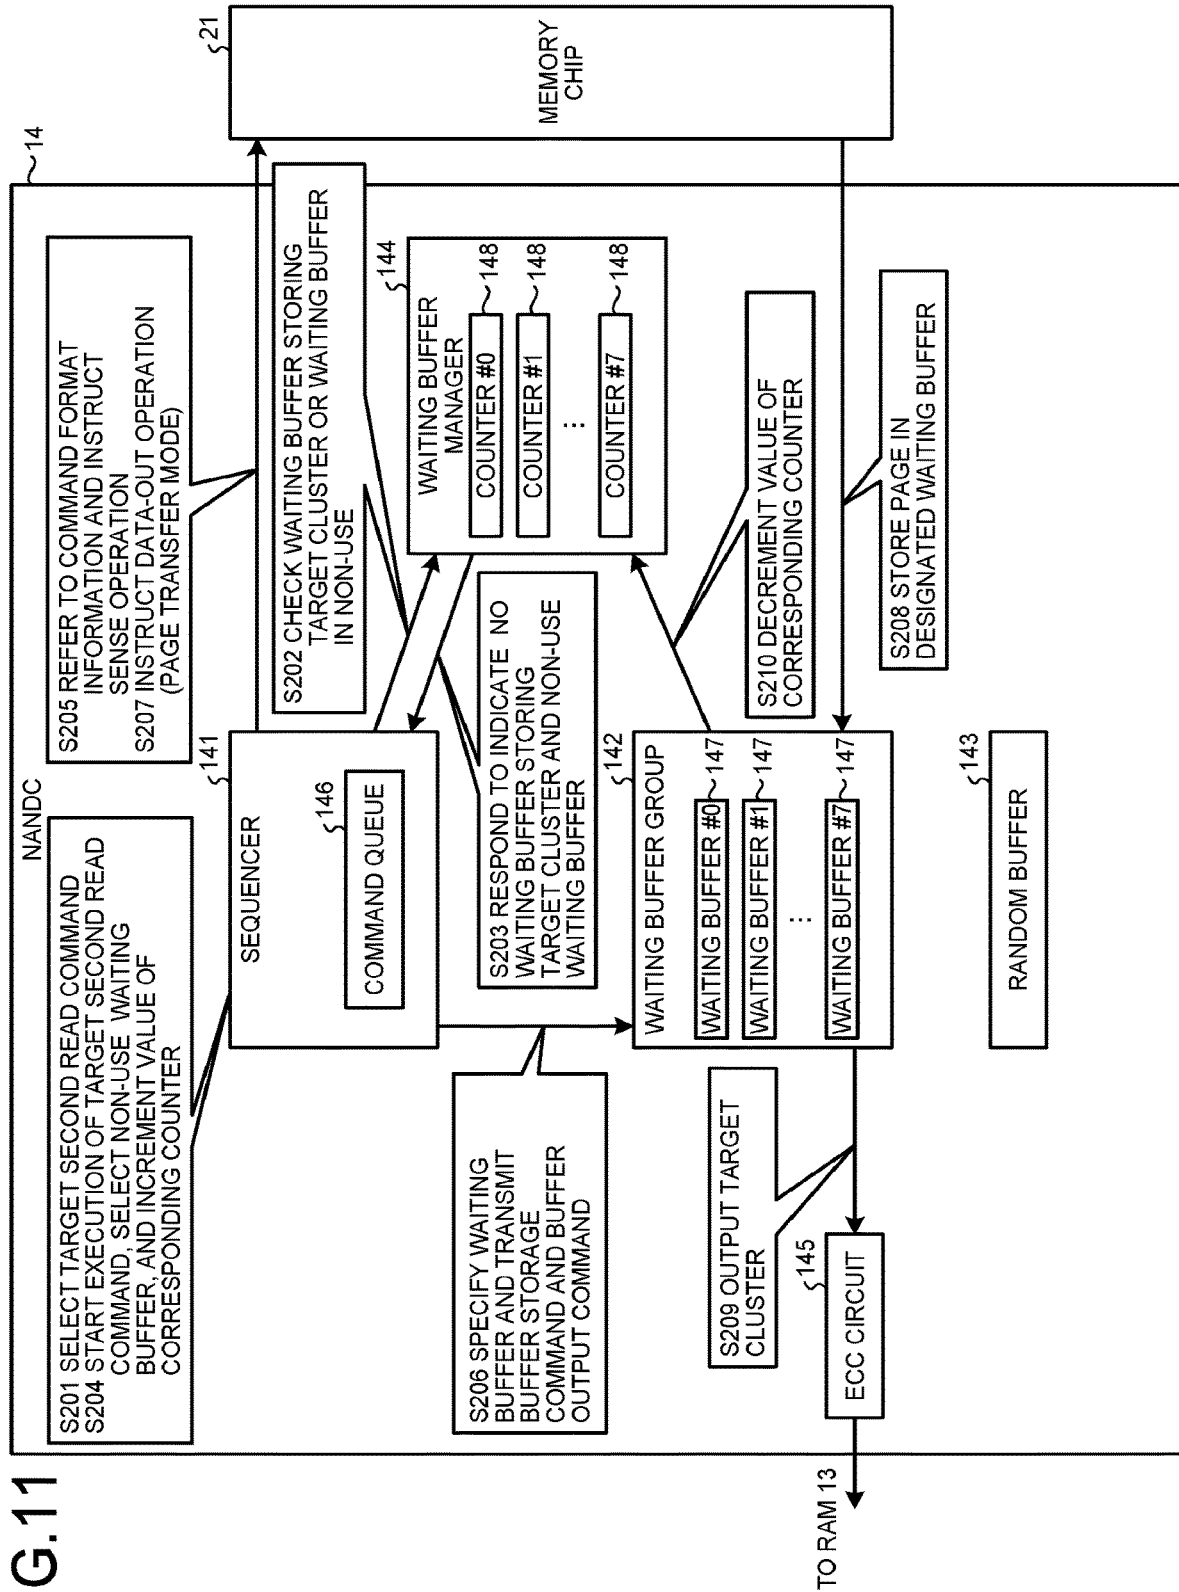 G.11
NANDC
14
S201 SELECT TARGET SECOND READ COMMAND
S204 START EXECUTION OF TARGET SECOND READ
COMMAND, SELECT NON-USE WAITING
BUFFER, AND INCREMENT VALUE OF
CORRESPONDING COUNTER
S205 REFER TO COMMAND FORMAT
INFORMATION AND INSTRUCT
SENSE OPERATION
S207 INSTRUCT DATA-OUT OPERATION
(PAGE TRANSFER MODE)
21
MEMORY
CHIP
141
SEQUENCER
146
COMMAND QUEUE
S202 CHECK WAITING BUFFER STORING
TARGET CLUSTER OR WAITING BUFFER
IN NON-USE
144
WAITING BUFFER
MANAGER
COUNTER #0
148
COUNTER #1
148
...
COUNTER #7
148
S203 RESPOND TO INDICATE NO
WAITING BUFFER STORING
TARGET CLUSTER AND NON-USE
WAITING BUFFER
S206 SPECIFY WAITING
BUFFER AND TRANSMIT
BUFFER STORAGE
COMMAND AND BUFFER
OUTPUT COMMAND
142
WAITING BUFFER GROUP
WAITING BUFFER #0
147
WAITING BUFFER #1
147
...
WAITING BUFFER #7
147
S210 DECREMENT VALUE OF
CORRESPONDING COUNTER
S208 STORE PAGE IN
DESIGNATED WAITING BUFFER
S209 OUTPUT TARGET
CLUSTER
145
ECC CIRCUIT
TO RAM 13
143
RANDOM BUFFER